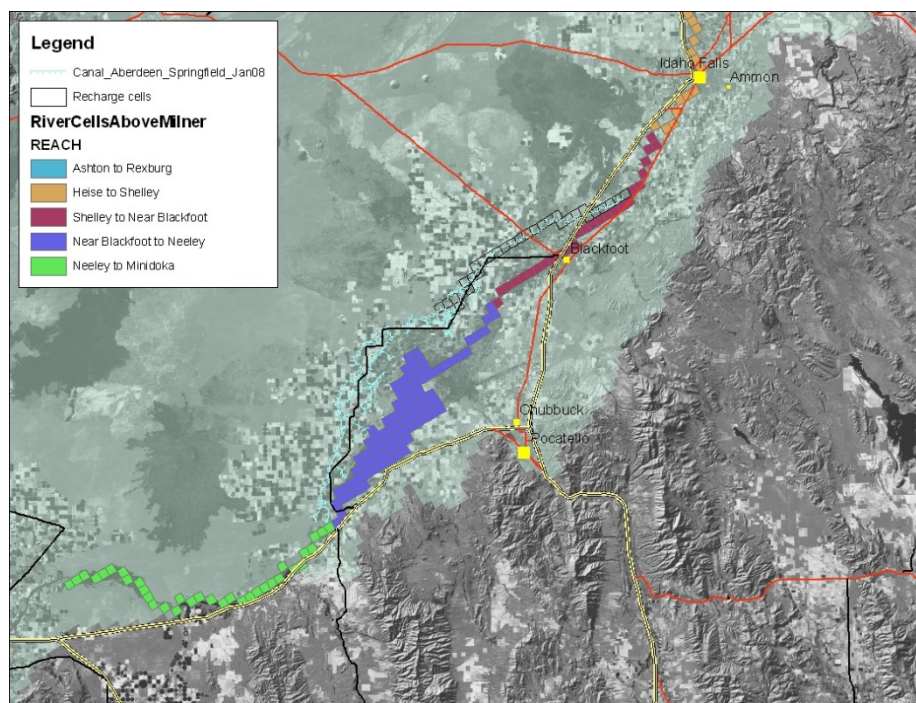 Legend
Canal_Aberdeen_Springfield_Jan08
Recharge cells
RiverCellsAboveMilner
REACH
Ashton to Rexburg
Heise to Shelley
Shelley to Near Blackfoot
Near Blackfoot to Neeley
Neeley to Minidoka
Idaho Falls
Ammon
Blackfoot
Chubbuck
Pocatello